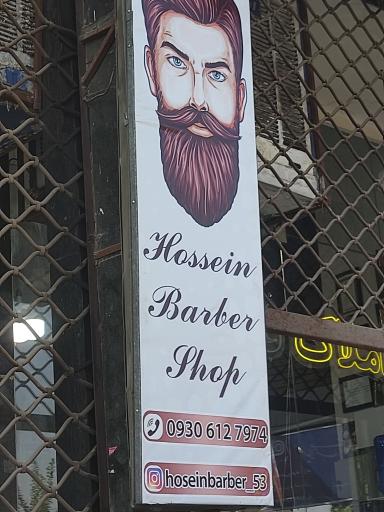 Hossein
Barber
Shop
0930 612 7974
hoseinbarber_53